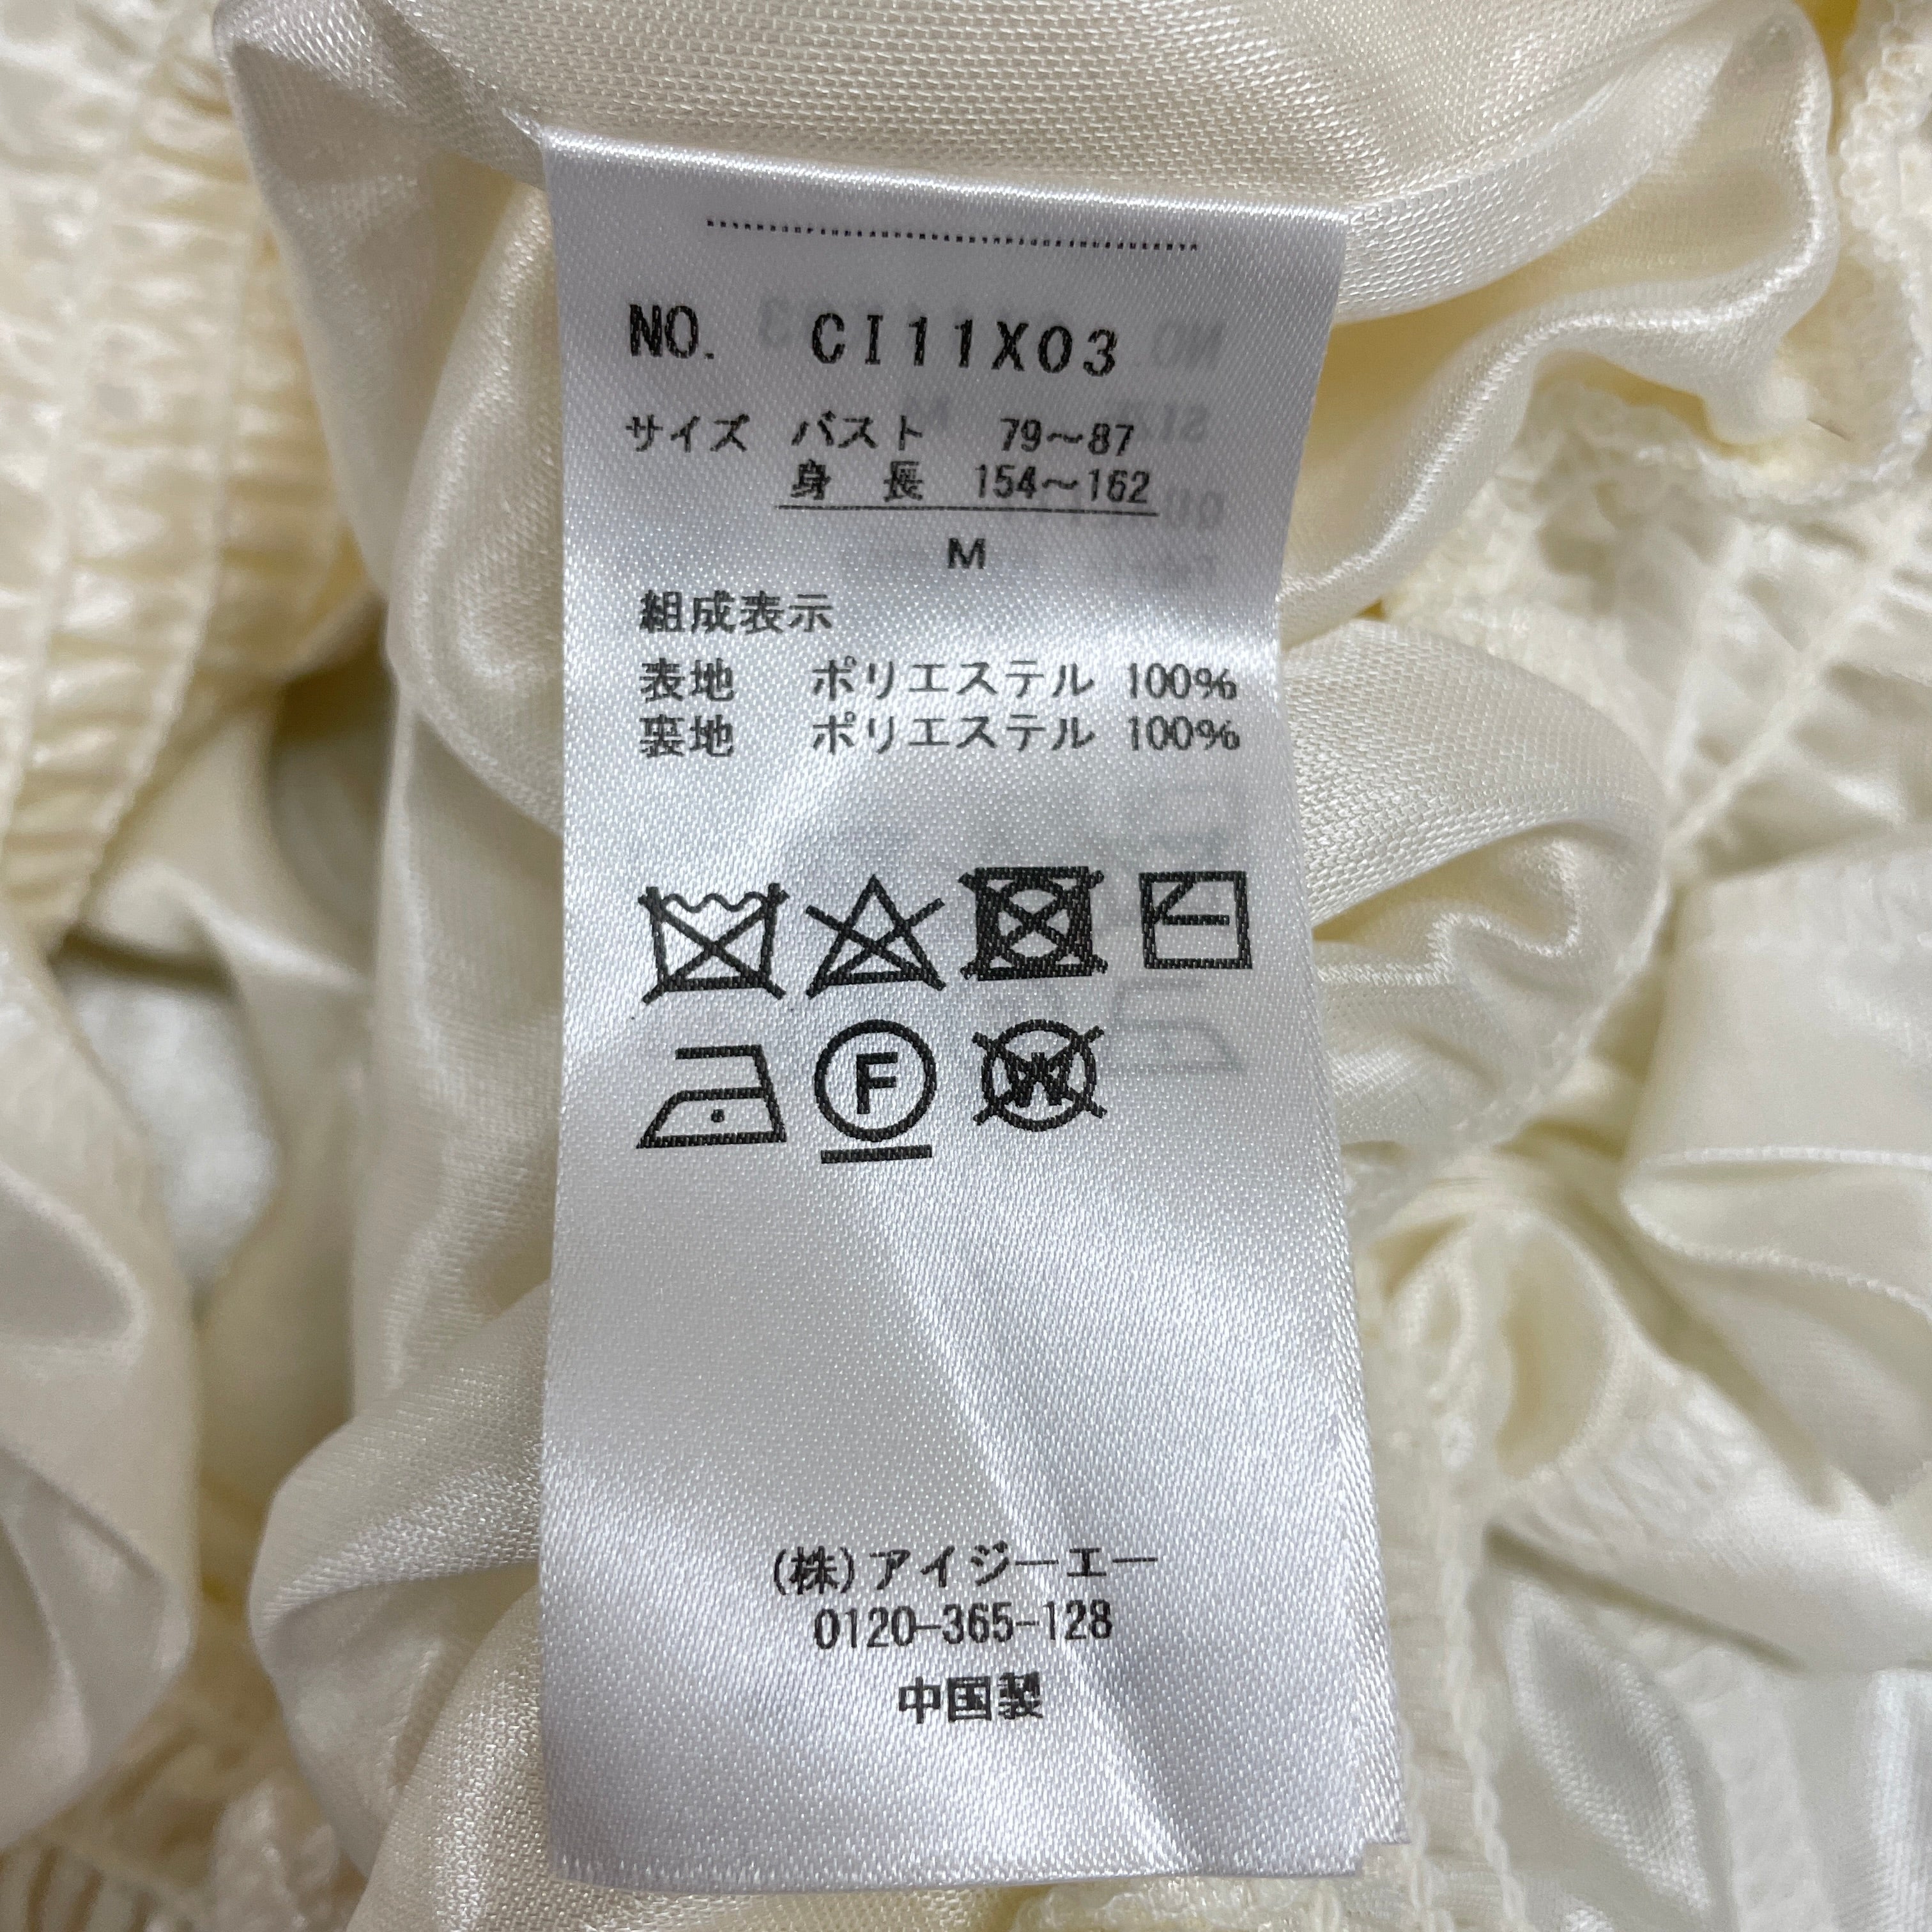 NO. CI11X03
サイズ バスト 79〜87
身 長 154〜162
M
組成表示
表地 ポリエステル 100%
裏地 ポリエステル 100%
F W
(株)アイジーエー
0120-365-128
中国製